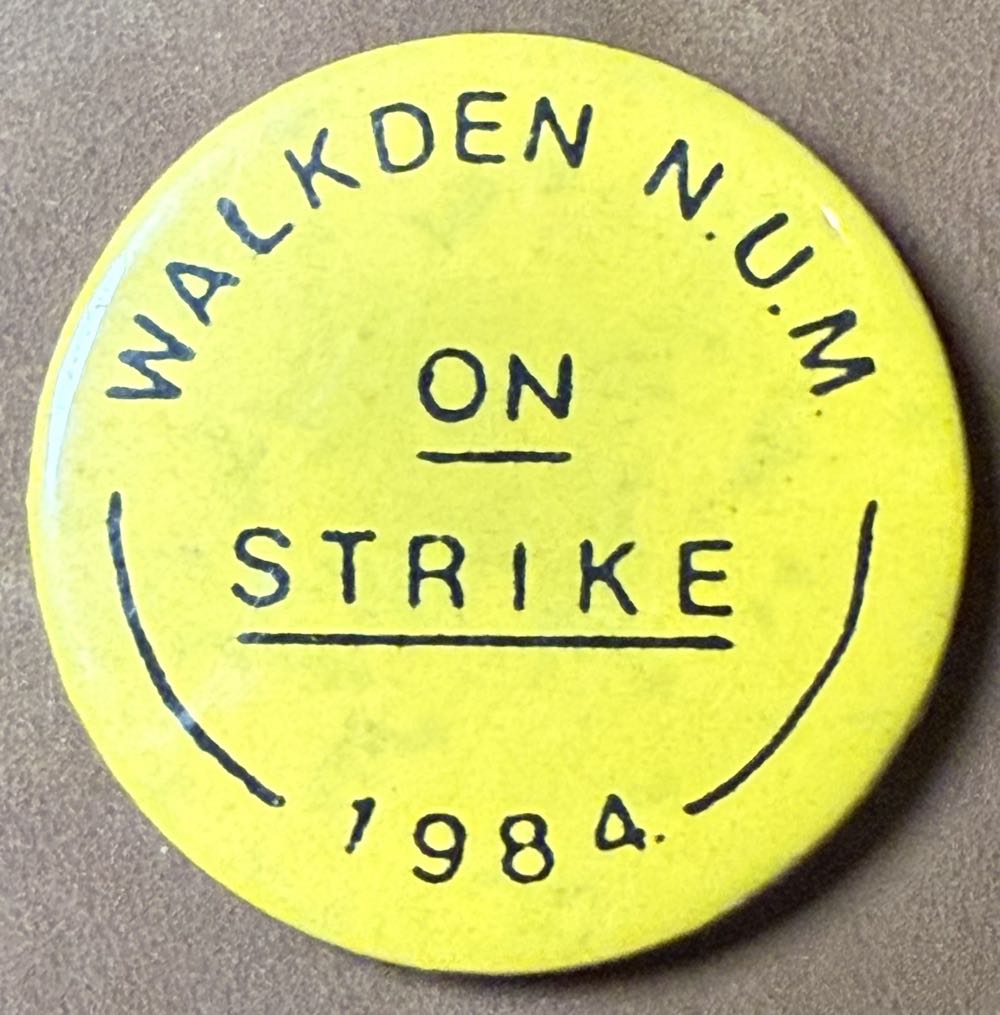 WALKDEN N.U.M
ON
STRIKE
1984.